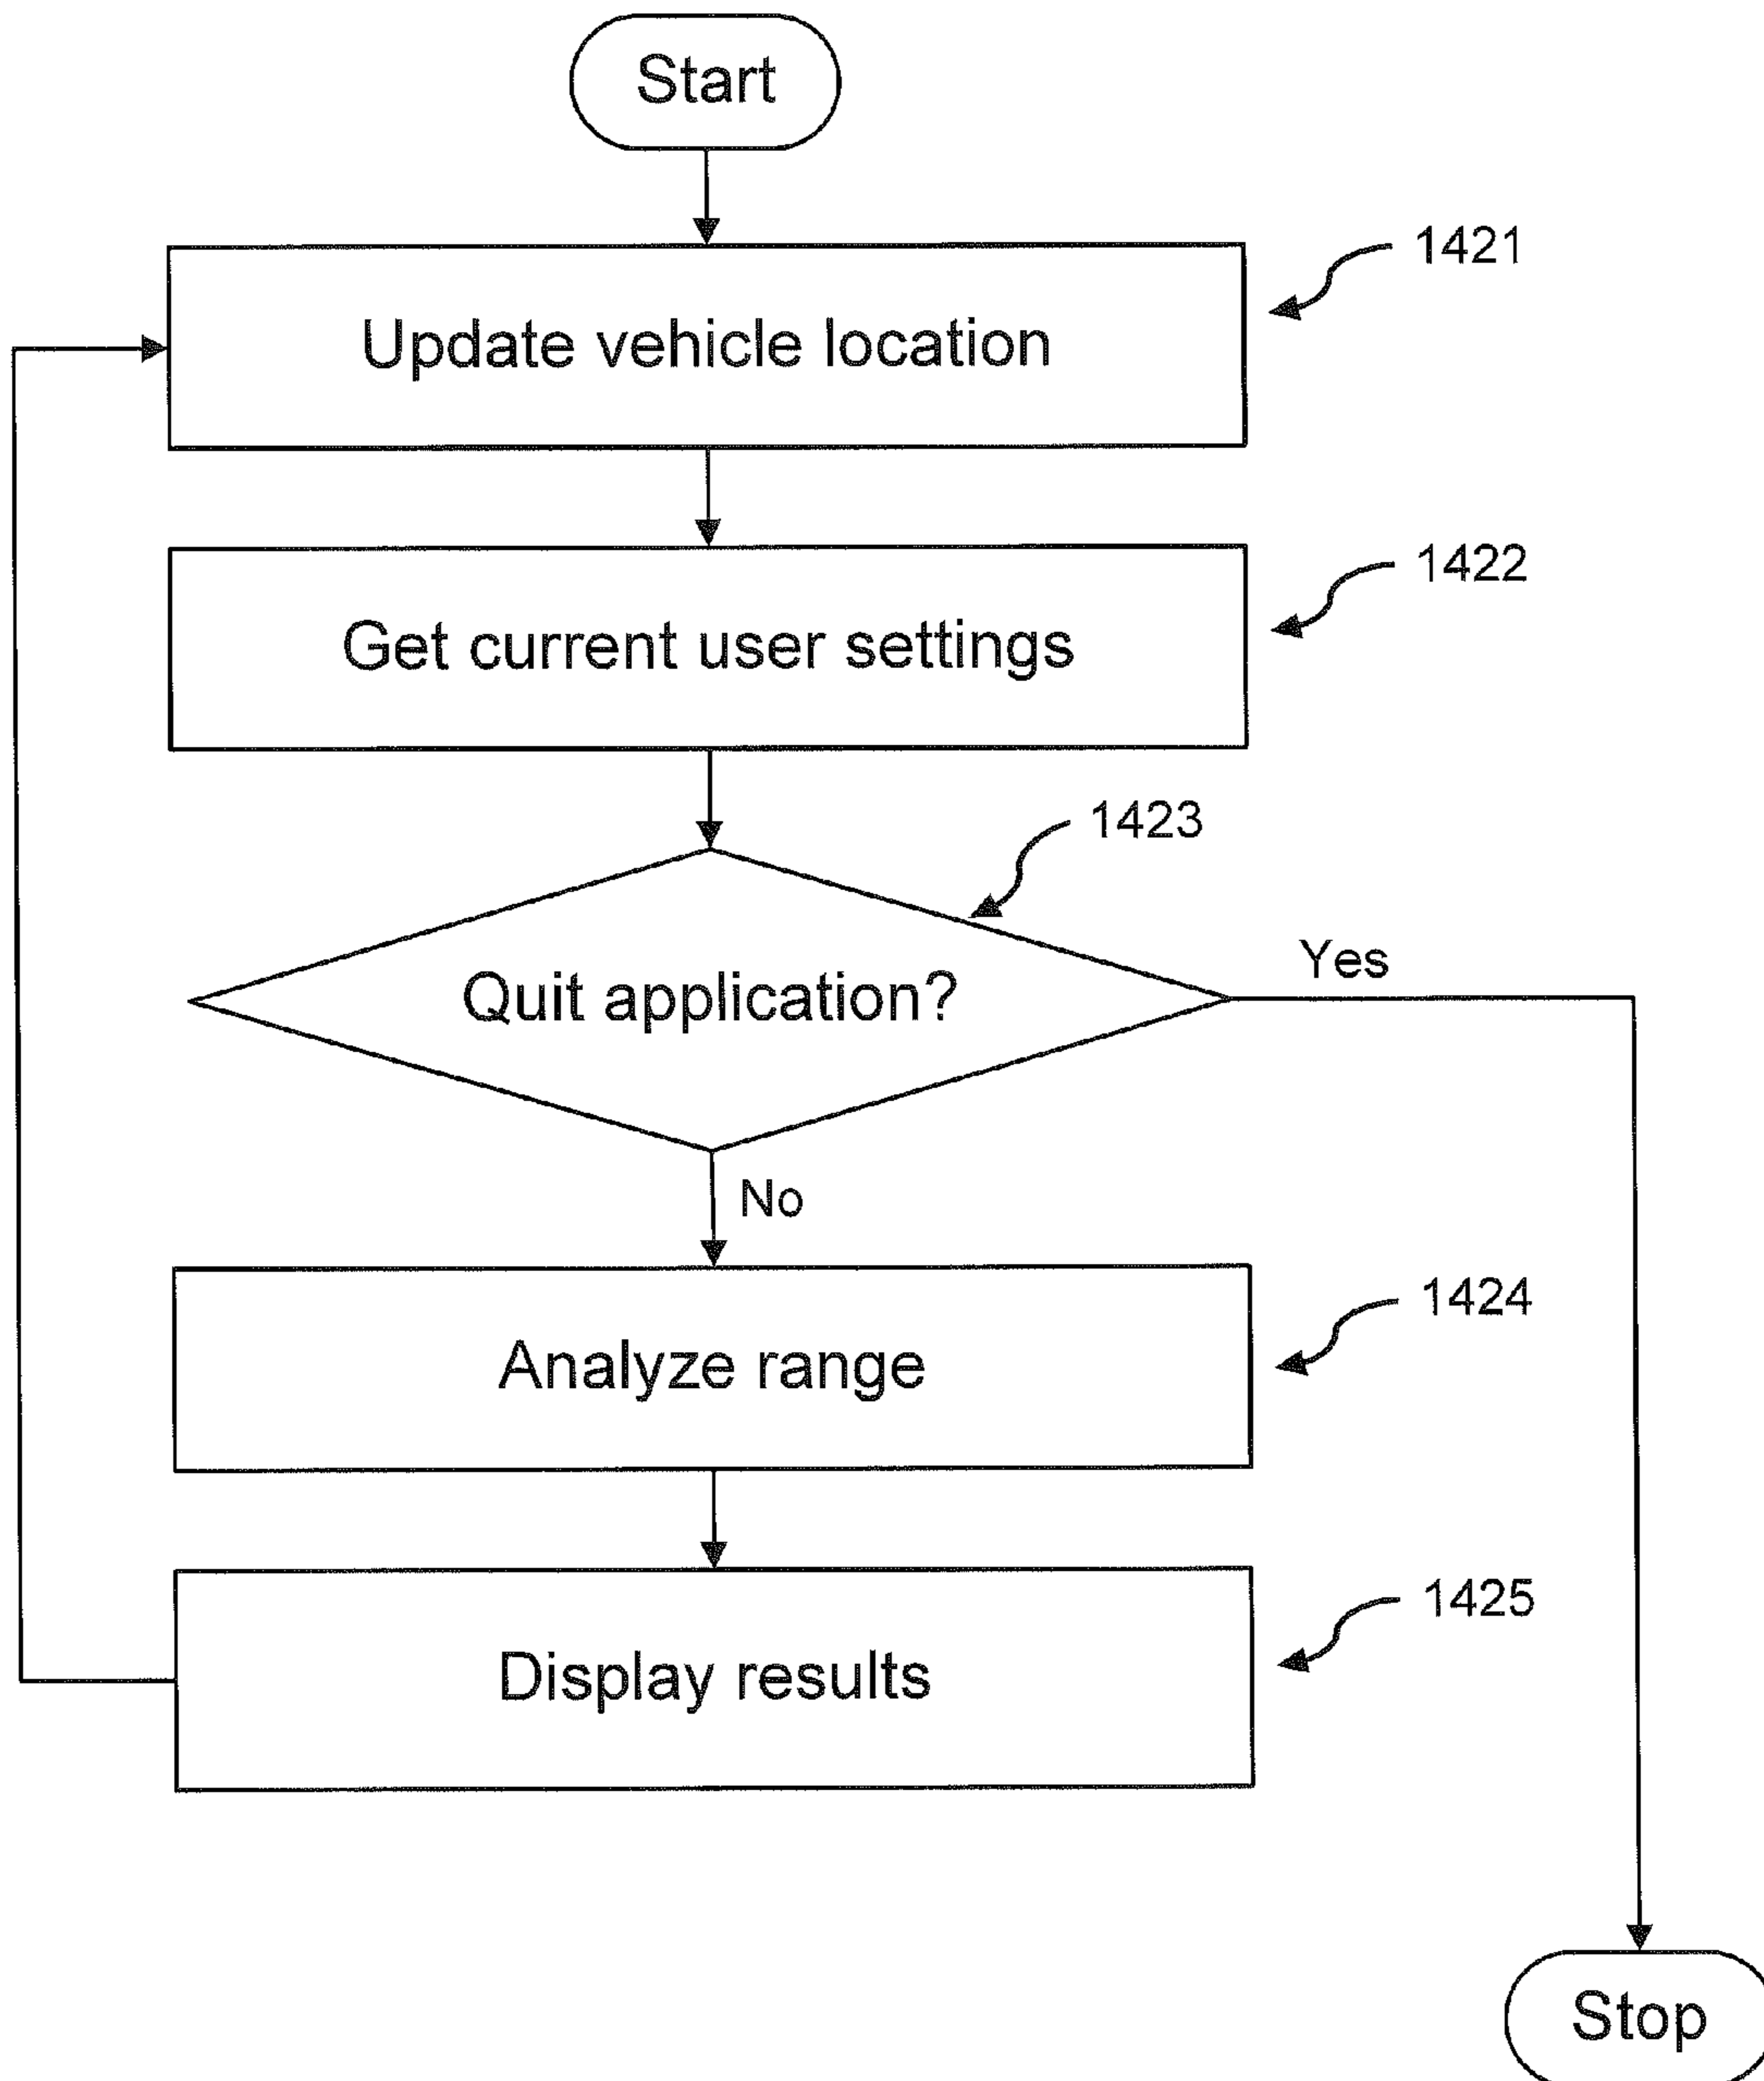 Start
1421
Update vehicle location
1422
Get current user settings
1423
Quit application?
Yes
No
1424
Analyze range
1425
Display results
Stop